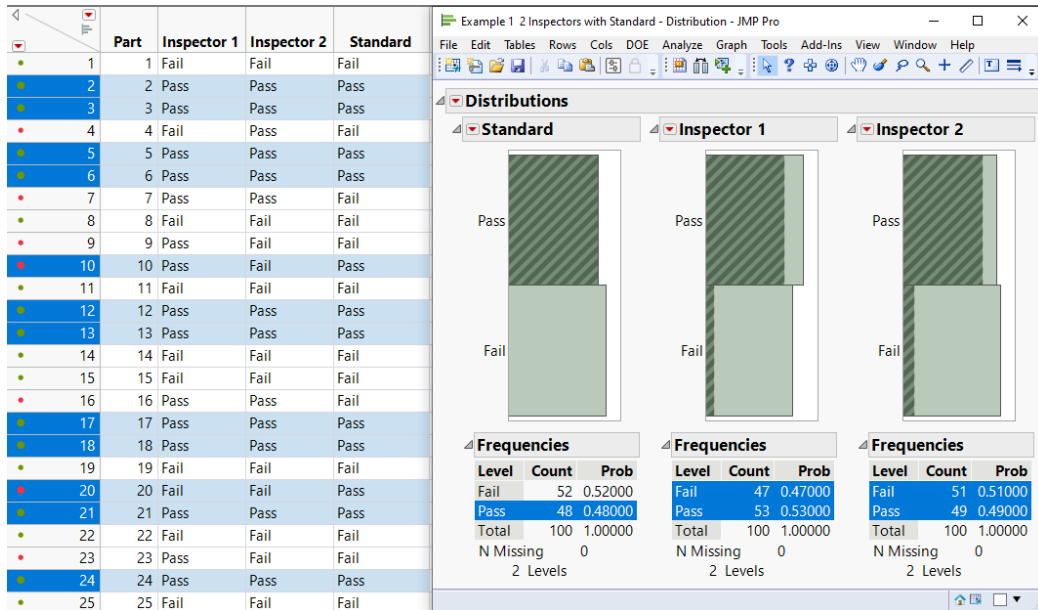 Part Inspector 1 Inspector 2 Standard
1 1 Fail Fail Fail
2 2 Pass Pass Pass
3 3 Pass Pass Pass
4 4 Fail Pass Fail
5 5 Pass Pass Pass
6 6 Pass Pass Pass
7 7 Pass Pass Fail
8 8 Fail Fail Fail
9 9 Pass Fail Fail
10 10 Pass Fail Pass
11 11 Fail Fail Fail
12 12 Pass Pass Pass
13 13 Pass Pass Pass
14 14 Fail Fail Fail
15 15 Fail Fail Fail
16 16 Pass Pass Fail
17 17 Pass Pass Pass
18 18 Pass Pass Pass
19 19 Fail Fail Fail
20 20 Fail Fail Pass
21 21 Pass Pass Pass
22 22 Fail Fail Fail
23 23 Pass Fail Fail
24 24 Pass Pass Pass
25 25 Fail Fail Fail
Example 1 2 Inspectors with Standard - Distribution - JMP Pro
File Edit Tables Rows Cols DOE Analyze Graph Tools Add-Ins View Window Help
Distributions
Standard
Pass
Fail
Frequencies
Level Count Prob
Fail 52 0.52000
Pass 48 0.48000
Total 100 1.00000
N Missing 0
2 Levels
Inspector 1
Pass
Fail
Frequencies
Level Count Prob
Fail 47 0.47000
Pass 53 0.53000
Total 100 1.00000
N Missing 0
2 Levels
Inspector 2
Pass
Fail
Frequencies
Level Count Prob
Fail 51 0.51000
Pass 49 0.49000
Total 100 1.00000
N Missing 0
2 Levels